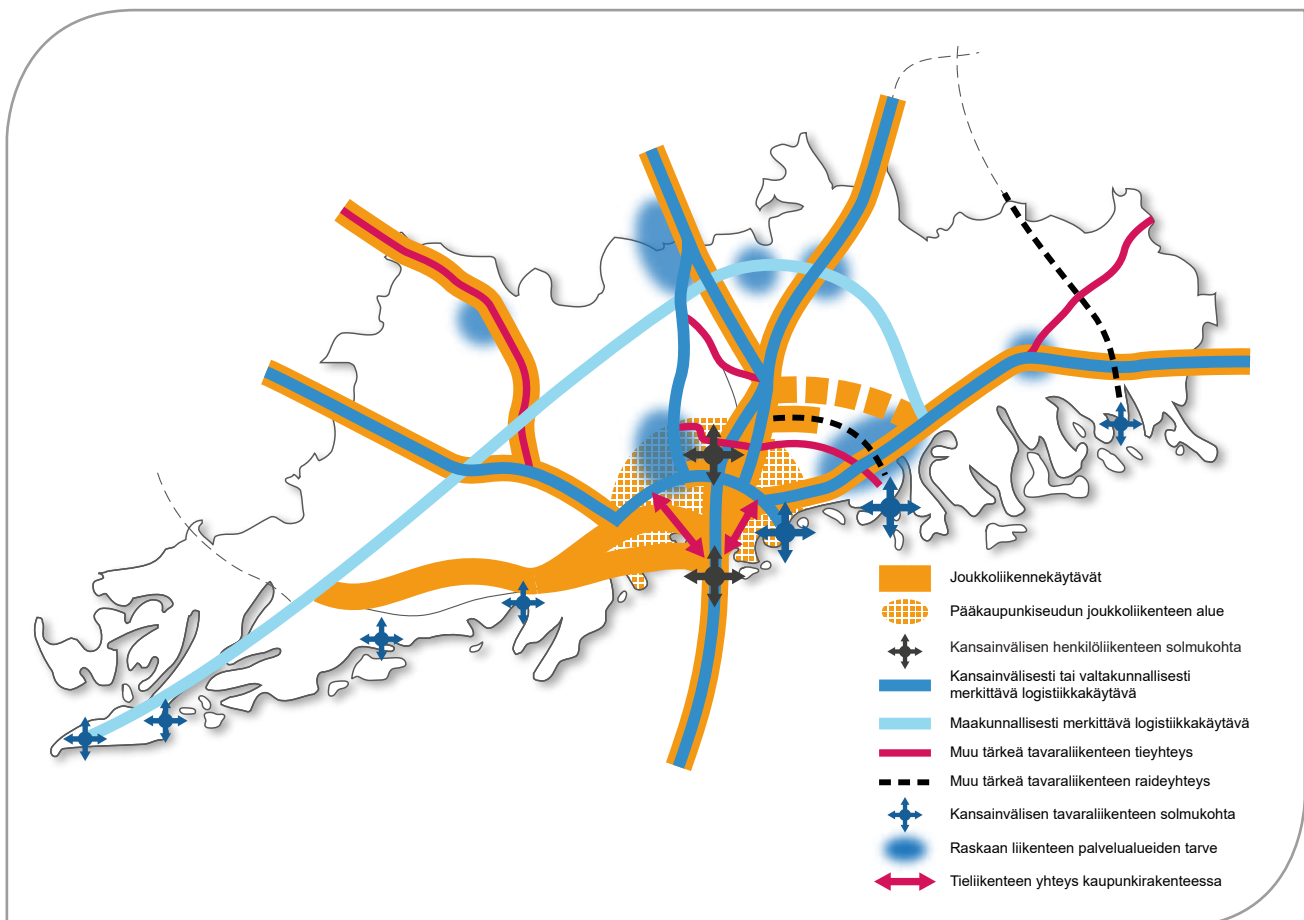 Joukkoliikennekäytävät
Pääkaupunkiseudun joukkoliikenteen alue
Kansainvälisen henkilöliikenteen solmukohta
Kansainvälisesti tai valtakunnallisesti
merkittävä logistiikkakäytävä
Maakunnallisesti merkittävä logistiikkakäytävä
Muu tärkeä tavaraliikenteen tieyhteys
Muu tärkeä tavaraliikenteen raideyhteys
Kansainvälisen tavaraliikenteen solmukohta
Raskaan liikenteen palvelualueiden tarve
Tieliikenteen yhteys kaupunkirakenteessa